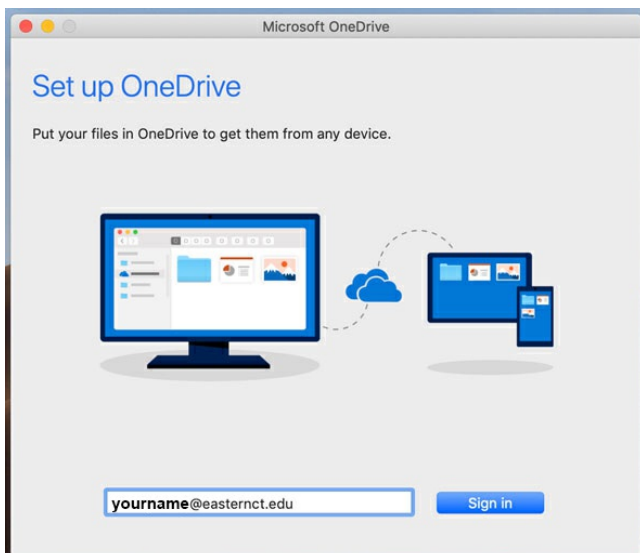 Microsoft OneDrive
Set up OneDrive
Put your files in OneDrive to get them from any device.
yourname@easternct.edu
Sign in